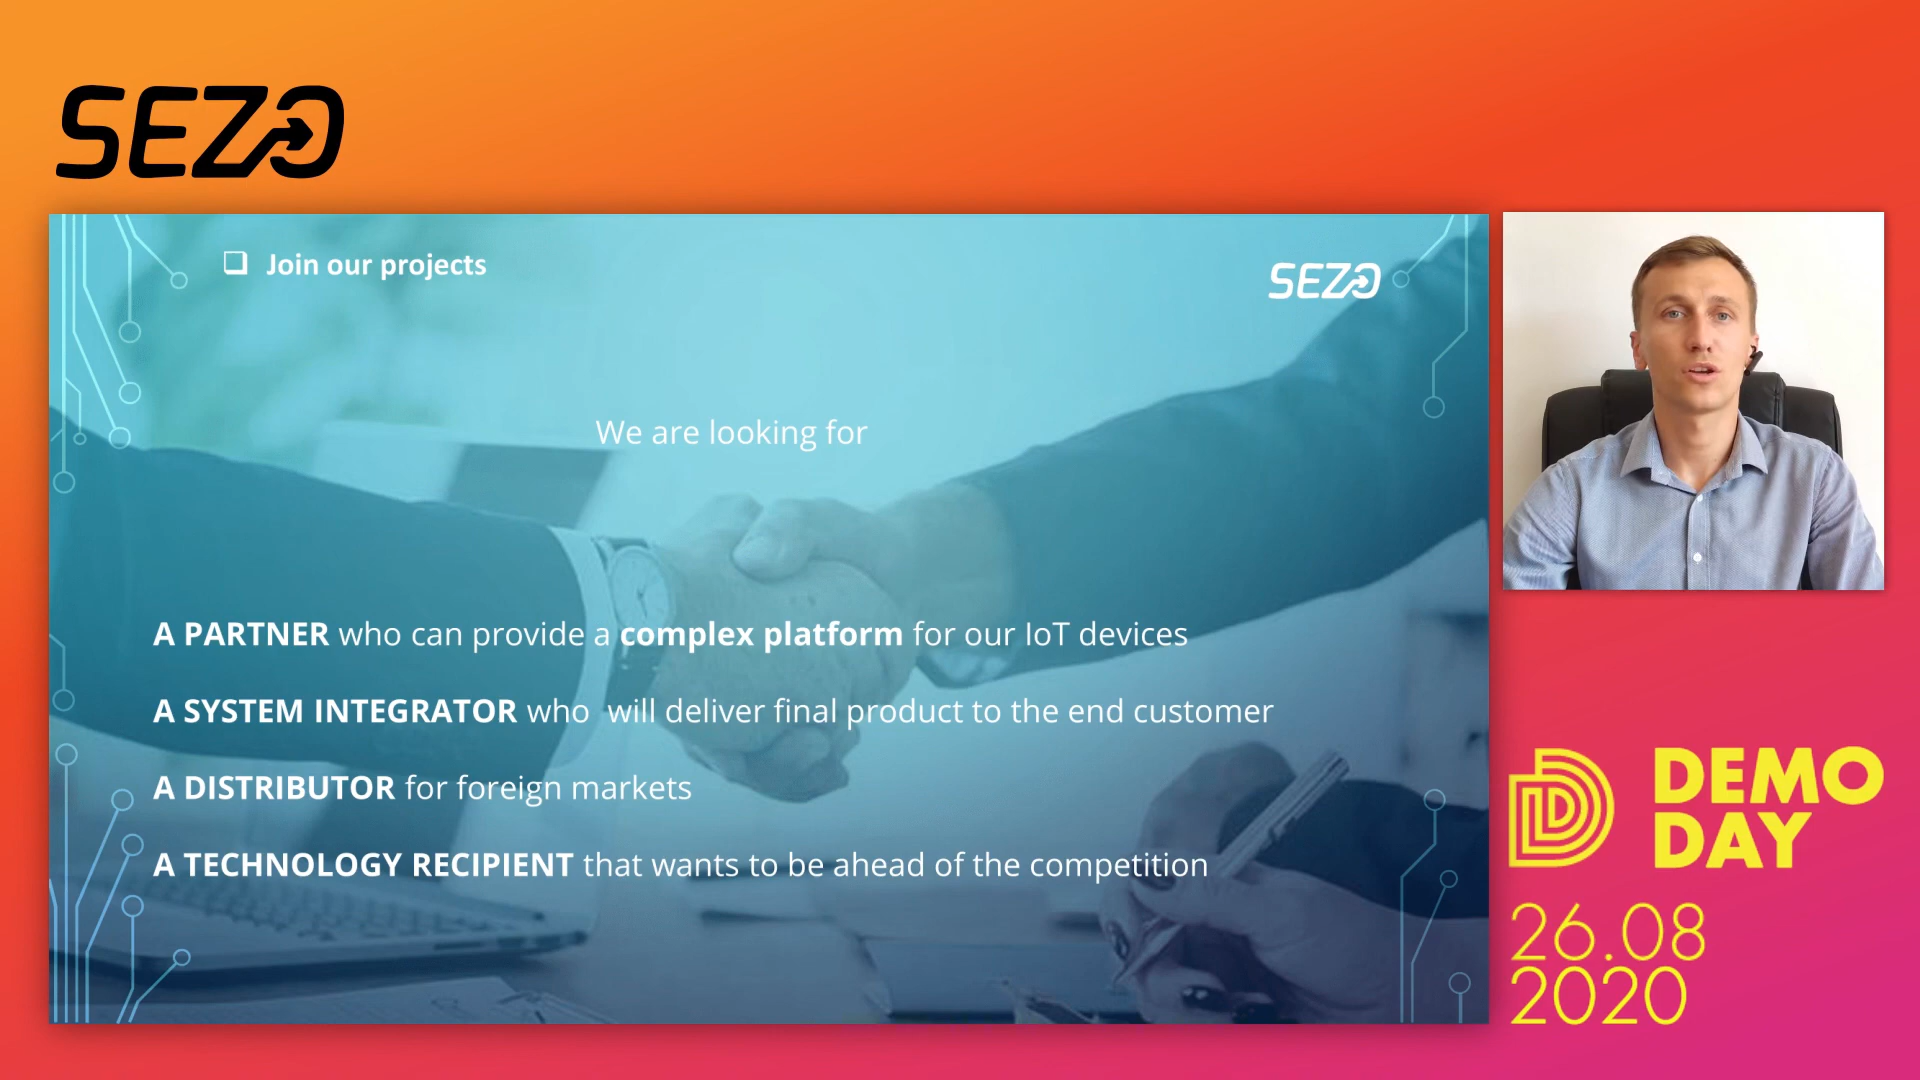 SEZO
Join our projects
SEZO
We are looking for
A PARTNER who can provide a complex platform for our IoT devices
A SYSTEM INTEGRATOR who will deliver final product to the end customer
A DISTRIBUTOR for foreign markets
A TECHNOLOGY RECIPIENT that wants to be ahead of the competition
D DEMO
DAY
26.08
2020